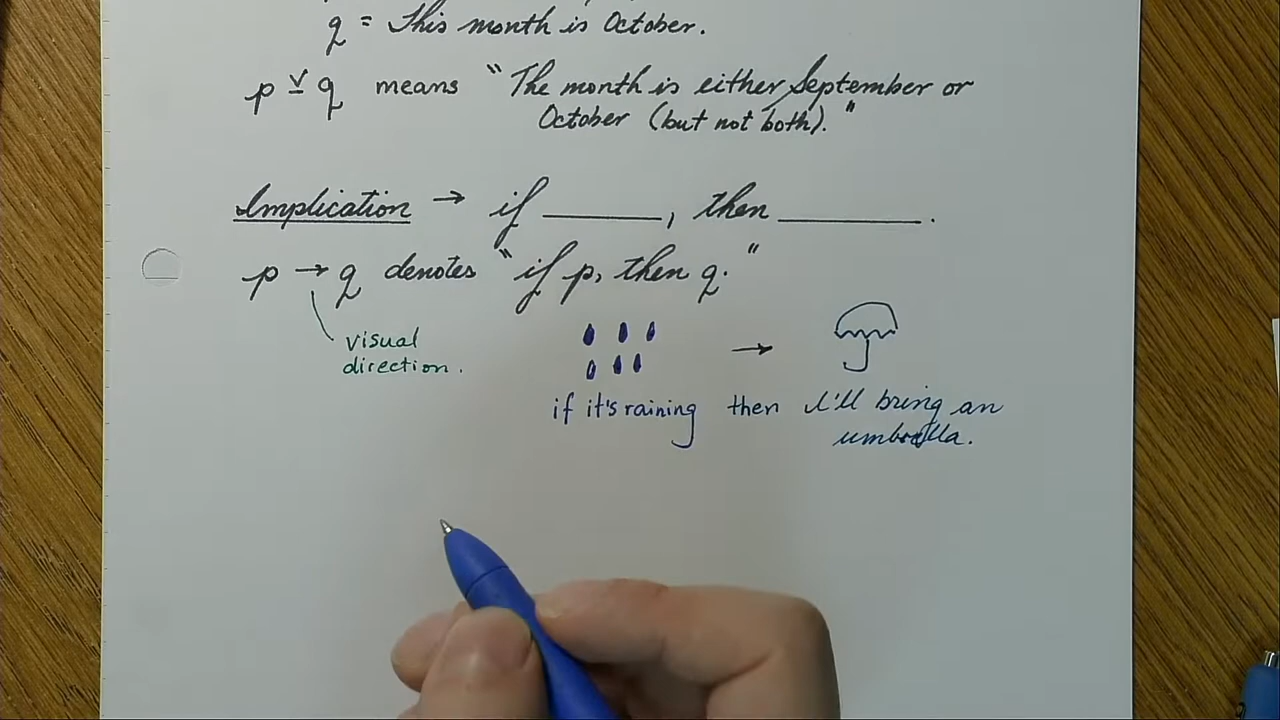 q = This month is October.
p ⊻ q means "The month is either September or
October (but not both)."
Implication → if ______, then ______.
p → q denotes "if p, then q."
visual
direction.
→
if it's raining then I'll bring an
umbrella.